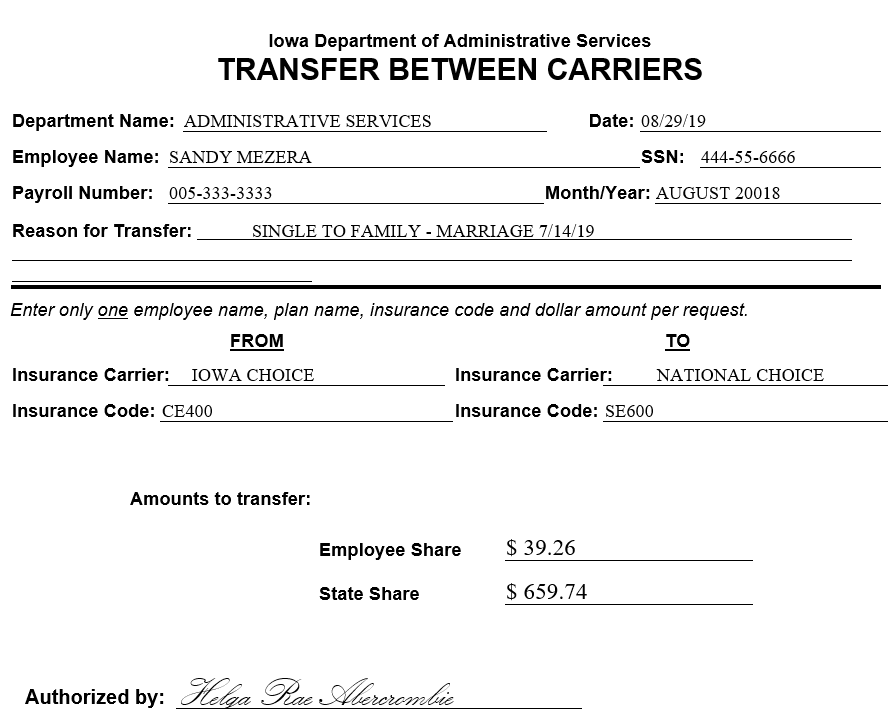 Iowa Department of Administrative Services
TRANSFER BETWEEN CARRIERS
Department Name: ADMINISTRATIVE SERVICES Date: 08/29/19
Employee Name: SANDY MEZERA SSN: 444-55-6666
Payroll Number: 005-333-3333 Month/Year: AUGUST 20018
Reason for Transfer: SINGLE TO FAMILY - MARRIAGE 7/14/19
Enter only one employee name, plan name, insurance code and dollar amount per request.
FROM TO
Insurance Carrier: IOWA CHOICE Insurance Carrier: NATIONAL CHOICE
Insurance Code: CE400 Insurance Code: SE600
Amounts to transfer:
Employee Share $ 39.26
State Share $ 659.74
Authorized by: Helga Rae Abercrombie